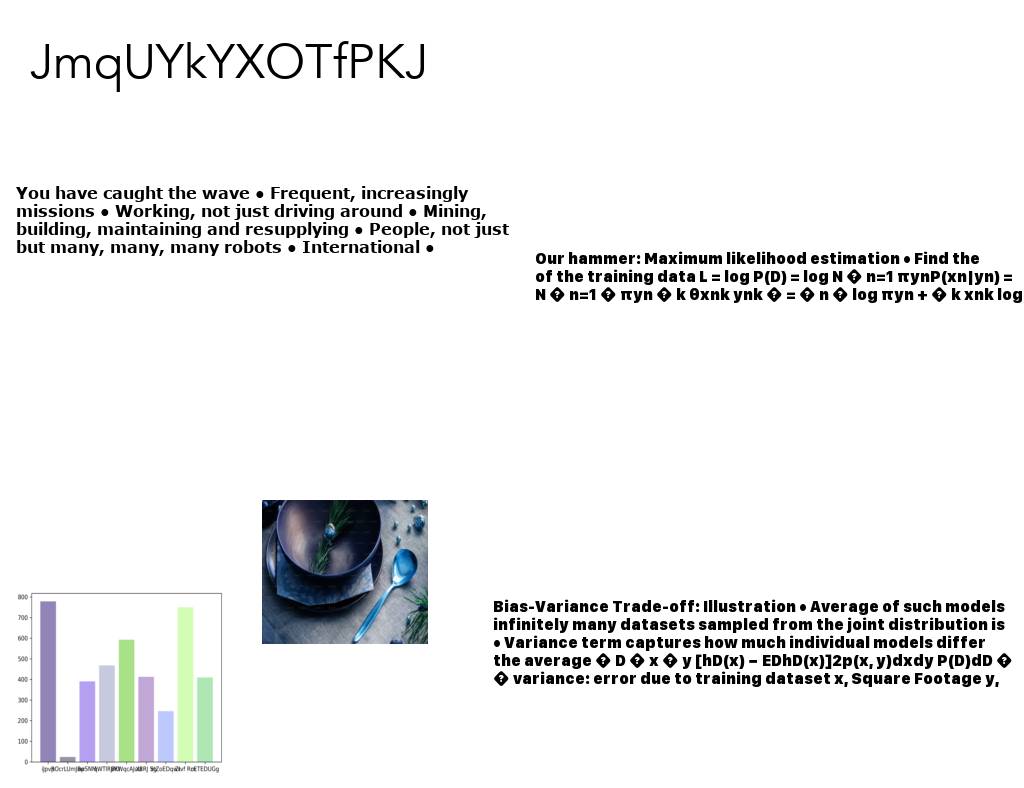 JmqUYkYXOTfPKJ
You have caught the wave ● Frequent, increasingly
missions ● Working, not just driving around ● Mining,
building, maintaining and resupplying ● People, not just
but many, many, many robots ● International ●
Our hammer: Maximum likelihood estimation • Find the
of the training data L = log P(D) = log N � n=1 πynP(xn|yn) =
N � n=1 � πyn � k θxnk ynk � = � n � log πyn + � k xnk log
Bias-Variance Trade-off: Illustration • Average of such models
infinitely many datasets sampled from the joint distribution is
• Variance term captures how much individual models differ
the average � D � x � y [hD(x) − EDhD(x)]2p(x, y)dxdy P(D)dD �
� variance: error due to training dataset x, Square Footage y,
800
700
600
500
400
300
200
100
0